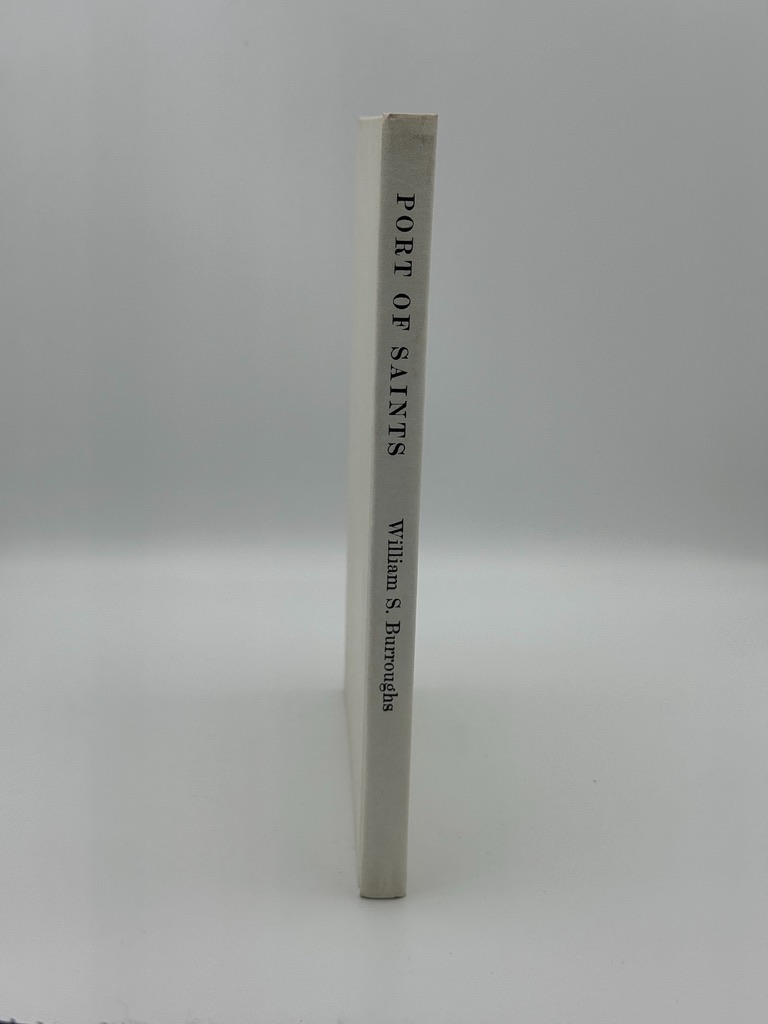 PORT OF SAINTS
William S. Burroughs